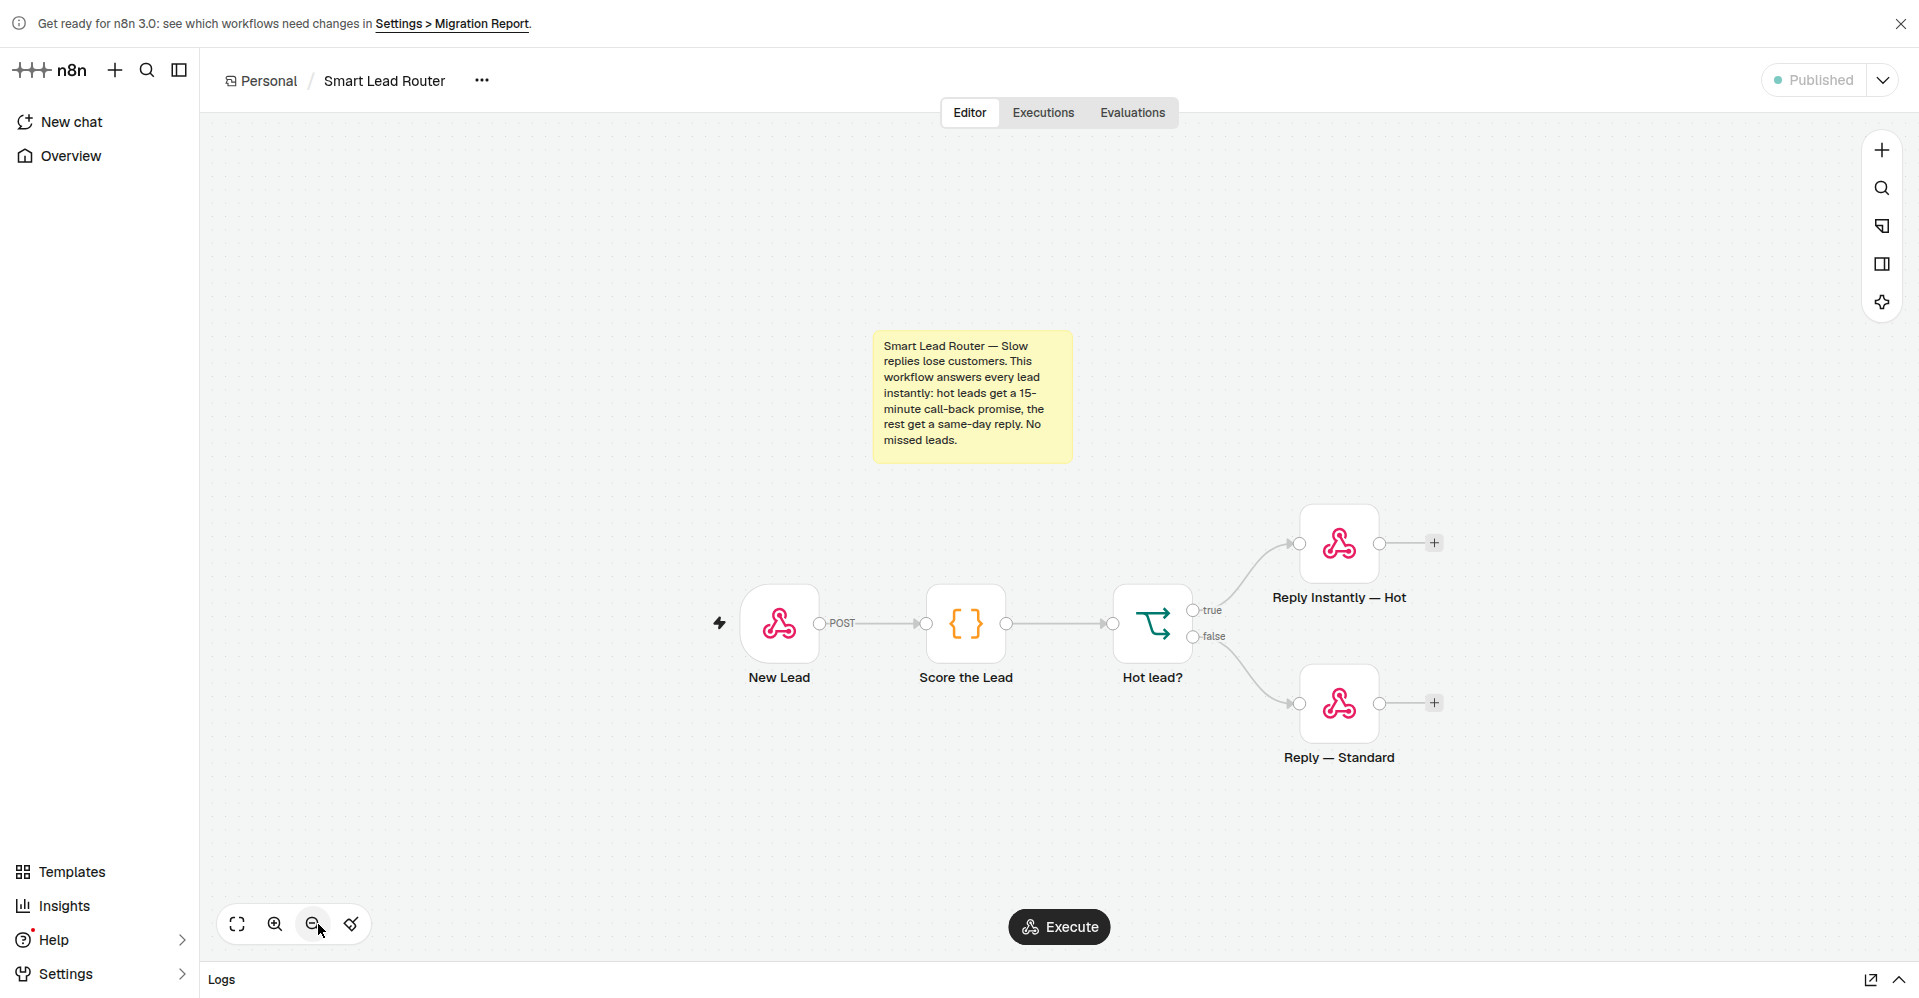 Get ready for n8n 3.0: see which workflows need changes in Settings > Migration Report.
n8n
Personal / Smart Lead Router
Published
Editor
Executions
Evaluations
New chat
Overview
Smart Lead Router — Slow
replies lose customers. This
workflow answers every lead
instantly: hot leads get a 15-
minute call-back promise, the
rest get a same-day reply. No
missed leads.
POST
true
false
Reply Instantly — Hot
New Lead
Score the Lead
Hot lead?
Reply — Standard
Templates
Insights
Help
Settings
Execute
Logs